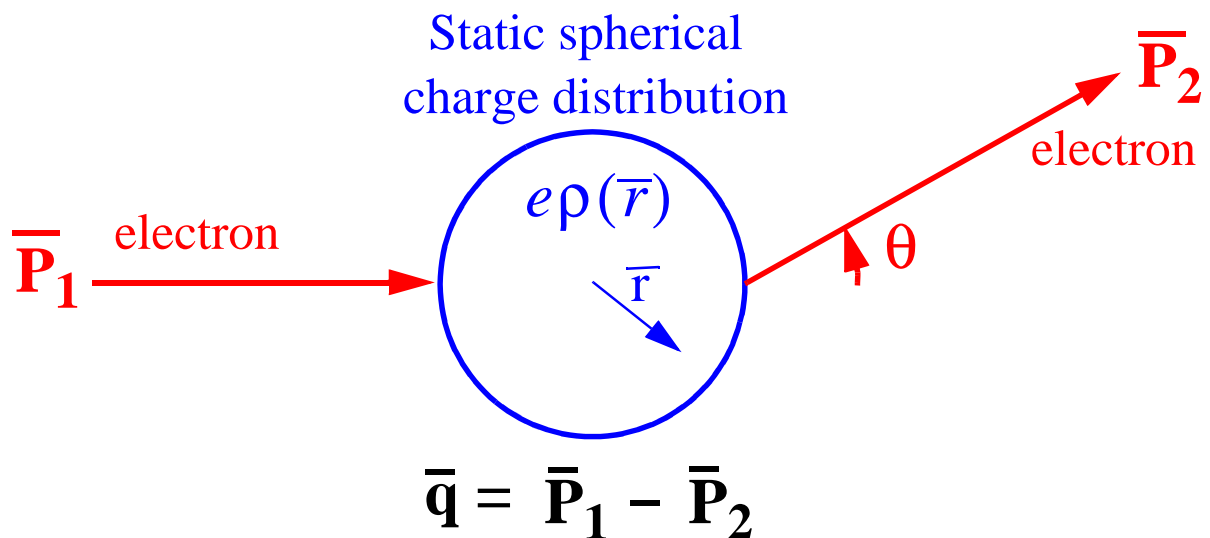 Static spherical
charge distribution
P̅₂
electron
eρ(r̅)
electron
P̅₁
θ
r̅
q̅ = P̅₁ − P̅₂